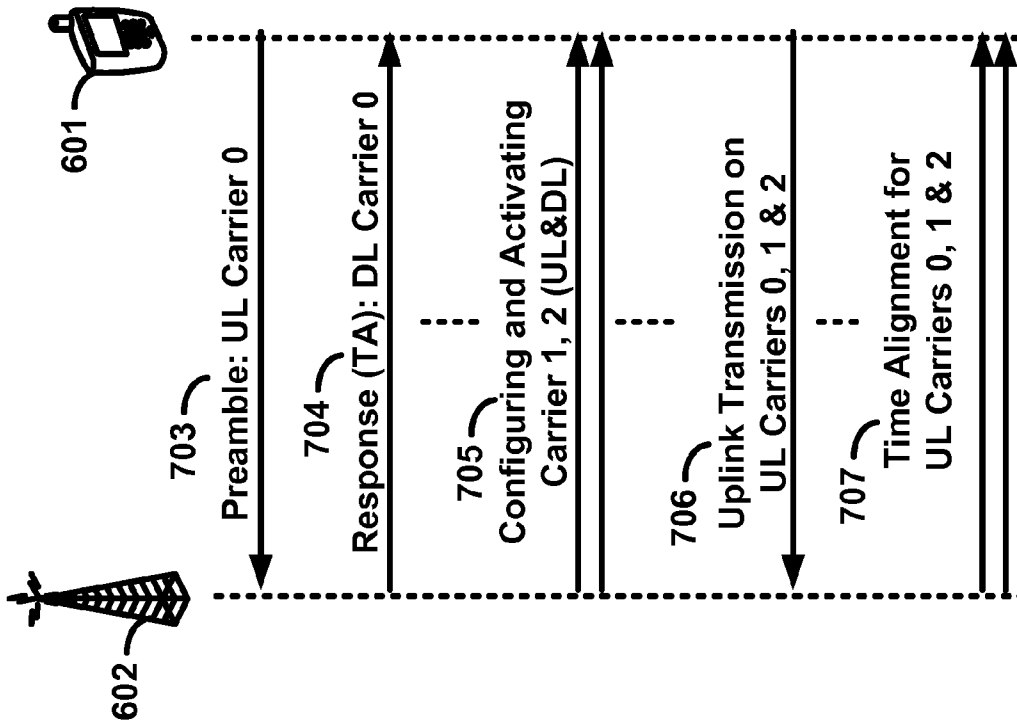 602
601
703
Preamble: UL Carrier 0
704
Response (TA): DL Carrier 0
705
Configuring and Activating
Carrier 1, 2 (UL&DL)
706
Uplink Transmission on
UL Carriers 0, 1 & 2
707
Time Alignment for
UL Carriers 0, 1 & 2